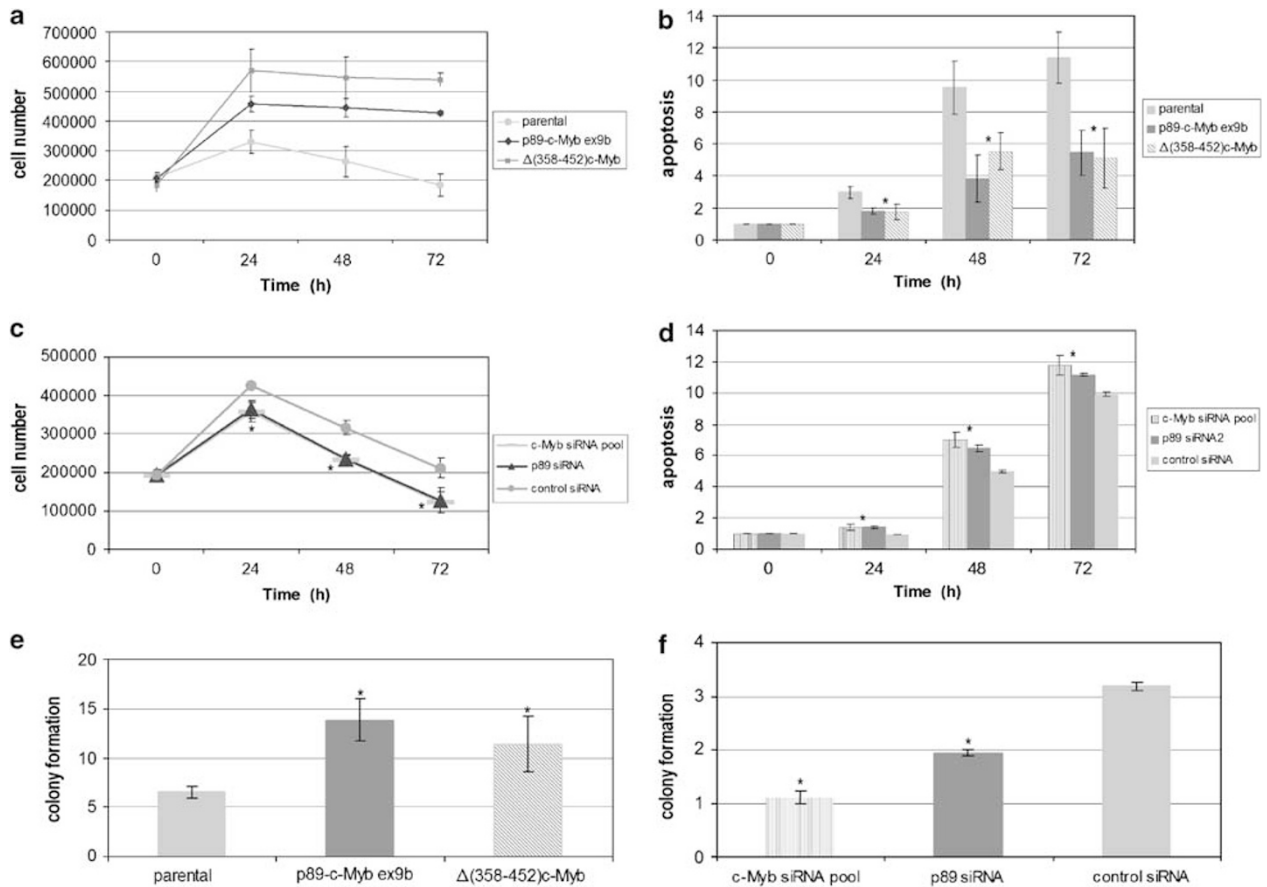 a
700000
600000
500000
400000
300000
200000
100000
0
cell number
0 24 48 72
Time (h)
parental
p89-c-Myb ex9b
Δ(358-452)c-Myb
b
14
12
10
8
6
4
2
0
apoptosis
* * *
0 24 48 72
Time (h)
parental
p89-c-Myb ex9b
Δ(358-452)c-Myb
c
500000
400000
300000
200000
100000
0
cell number
* * *
0 24 48 72
Time (h)
c-Myb siRNA pool
p89 siRNA
control siRNA
d
14
12
10
8
6
4
2
0
apoptosis
* * *
0 24 48 72
Time (h)
c-Myb siRNA pool
p89 siRNA2
control siRNA
e
20
15
10
5
0
colony formation
* *
parental p89-c-Myb ex9b Δ(358-452)c-Myb
f
4
3
2
1
0
colony formation
* *
c-Myb siRNA pool p89 siRNA control siRNA